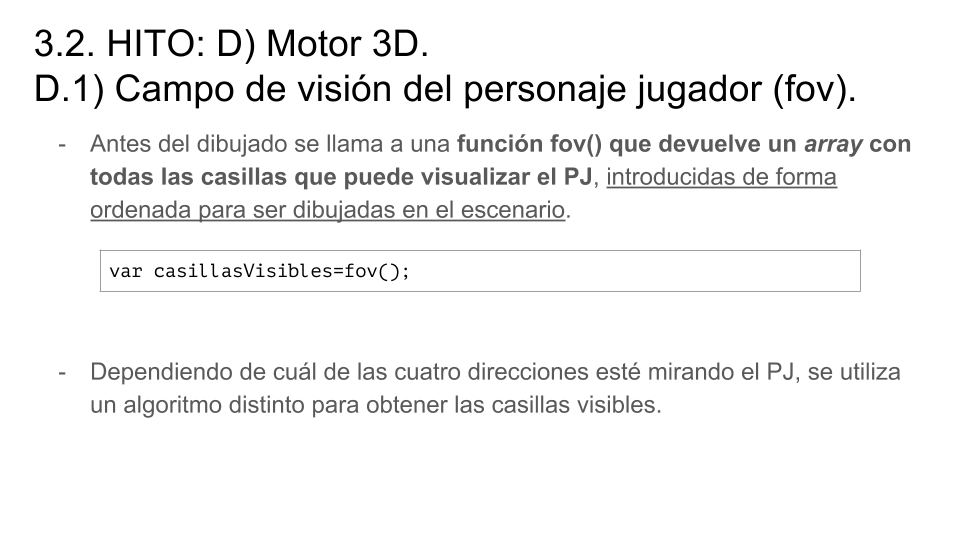 3.2. HITO: D) Motor 3D.
D.1) Campo de visión del personaje jugador (fov).
- Antes del dibujado se llama a una función fov() que devuelve un array con
todas las casillas que puede visualizar el PJ, introducidas de forma
ordenada para ser dibujadas en el escenario.
var casillasVisibles=fov();
- Dependiendo de cuál de las cuatro direcciones esté mirando el PJ, se utiliza
un algoritmo distinto para obtener las casillas visibles.